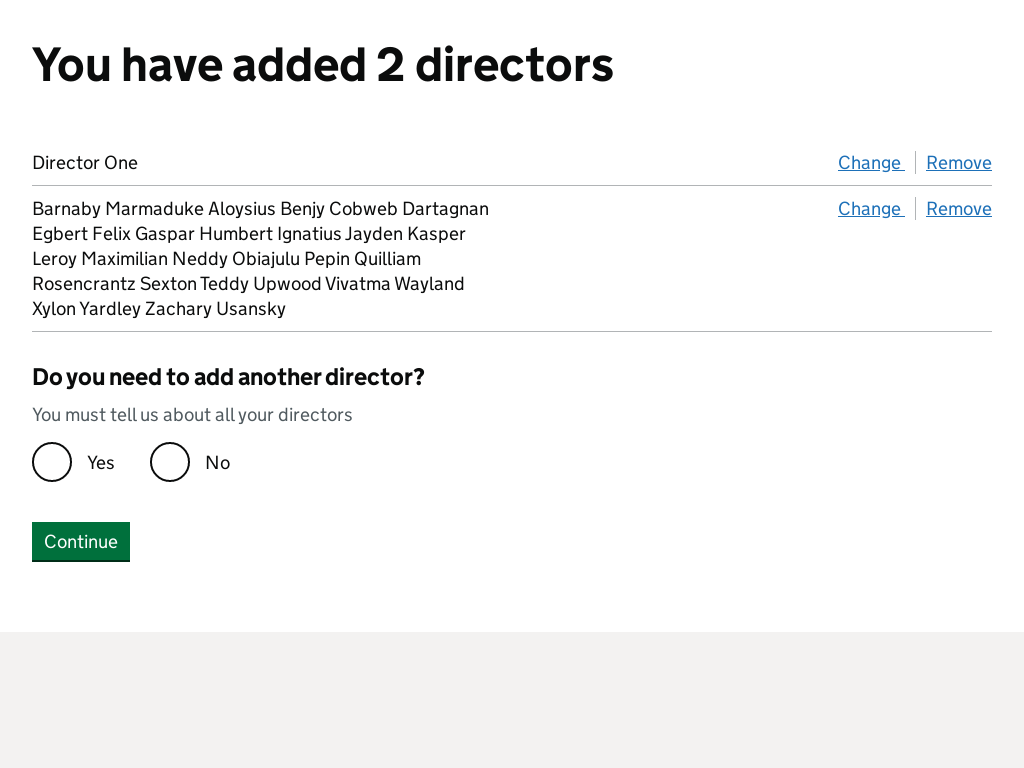 You have added 2 directors
Director One
Change
Remove
Barnaby Marmaduke Aloysius Benjy Cobweb Dartagnan
Egbert Felix Gaspar Humbert Ignatius Jayden Kasper
Leroy Maximilian Neddy Obiajulu Pepin Quilliam
Rosencrantz Sexton Teddy Upwood Vivatma Wayland
Xylon Yardley Zachary Usansky
Change
Remove
Do you need to add another director?
You must tell us about all your directors
Yes
No
Continue